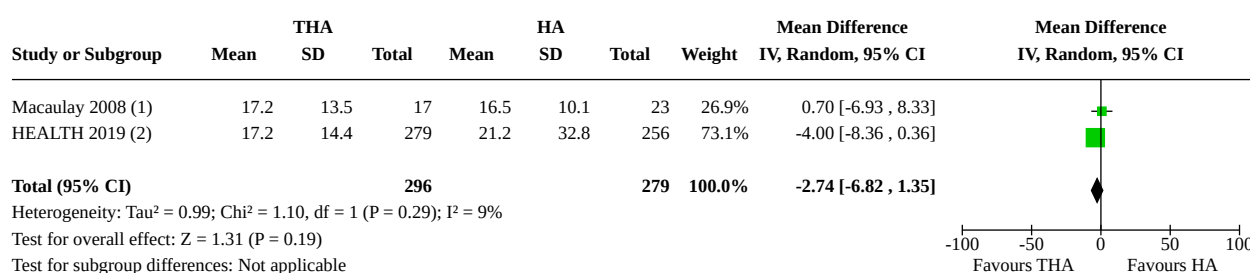 THA HA Mean Difference Mean Difference
Study or Subgroup Mean SD Total Mean SD Total Weight IV, Random, 95% CI IV, Random, 95% CI
Macaulay 2008 (1) 17.2 13.5 17 16.5 10.1 23 26.9% 0.70 [-6.93 , 8.33]
HEALTH 2019 (2) 17.2 14.4 279 21.2 32.8 256 73.1% -4.00 [-8.36 , 0.36]
Total (95% CI) 296 279 100.0% -2.74 [-6.82 , 1.35]
Heterogeneity: Tau² = 0.99; Chi² = 1.10, df = 1 (P = 0.29); I² = 9%
Test for overall effect: Z = 1.31 (P = 0.19) -100 -50 0 50 100
Test for subgroup differences: Not applicable Favours THA Favours HA